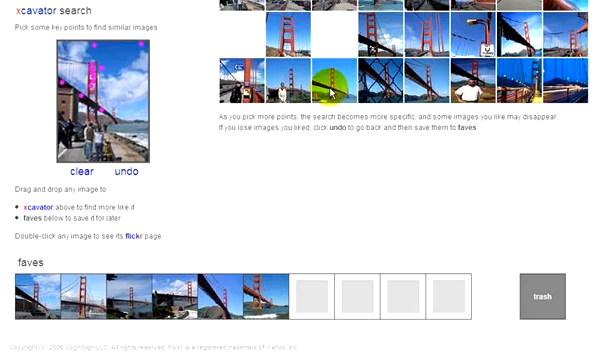 xcavator search
Pick some key points to find similar images
clear undo
As you pick more points, the search becomes more specific, and some images you like may disappear.
If you lose images you liked, click undo to go back and then save them to faves.
Drag and drop any image to
• xcavator above to find more like it
• faves below to save it for later
Double-click any image to see its flickr page
faves
trash
Copyright (c) 2006 CogniSign LLC. All rights reserved. Flickr is a registered trademark of Yahoo, Inc.